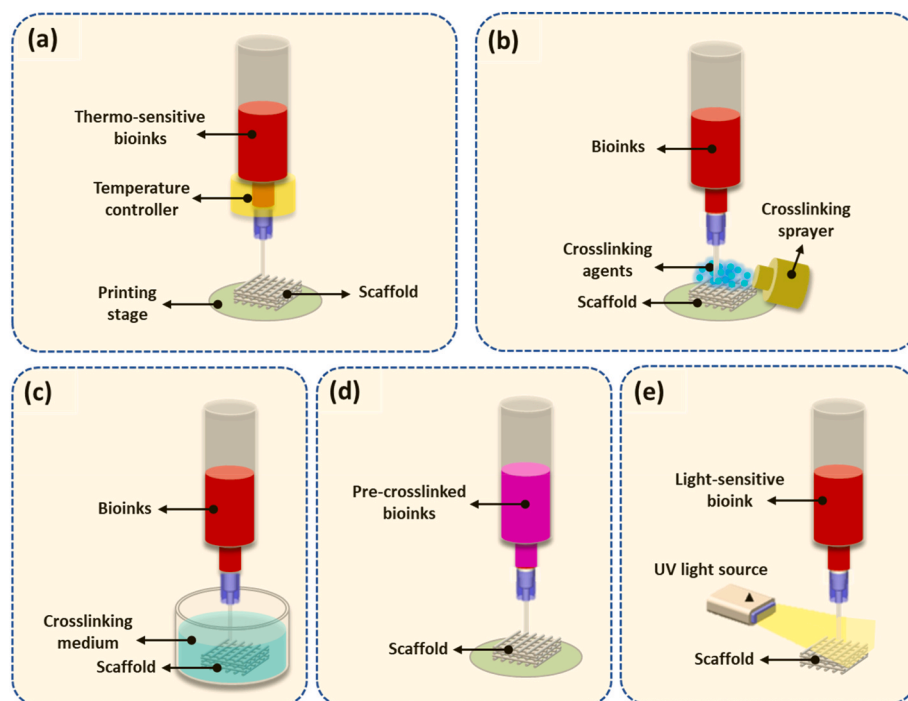 (a)
Thermo-sensitive
bioinks
Temperature
controller
Printing
stage
Scaffold
(b)
Bioinks
Crosslinking
sprayer
Crosslinking
agents
Scaffold
(c)
Bioinks
Crosslinking
medium
Scaffold
(d)
Pre-crosslinked
bioinks
Scaffold
(e)
Light-sensitive
bioink
UV light source
Scaffold